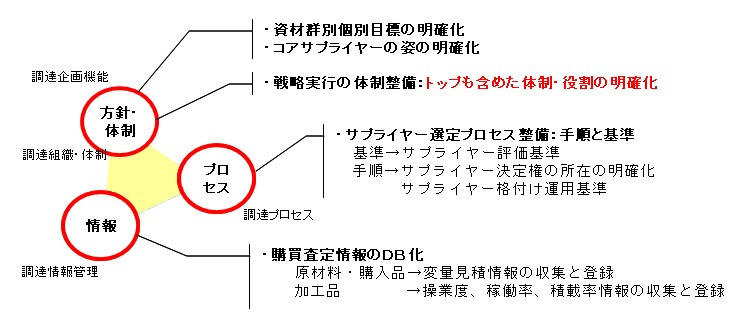 ・資材群別個別目標の明確化
・コアサプライヤーの姿の明確化
調達企画機能
・戦略実行の体制整備：トップも含めた体制・役割の明確化
方針・
体制
調達組織・体制
・サプライヤー選定プロセス整備：手順と基準
基準→サプライヤー評価基準
手順→サプライヤー決定権の所在の明確化
サプライヤー格付け運用基準
プロ
セス
調達プロセス
情報
調達情報管理
・購買査定情報のDB化
原材料・購入品→変量見積情報の収集と登録
加工品 →操業度、稼働率、積載率情報の収集と登録